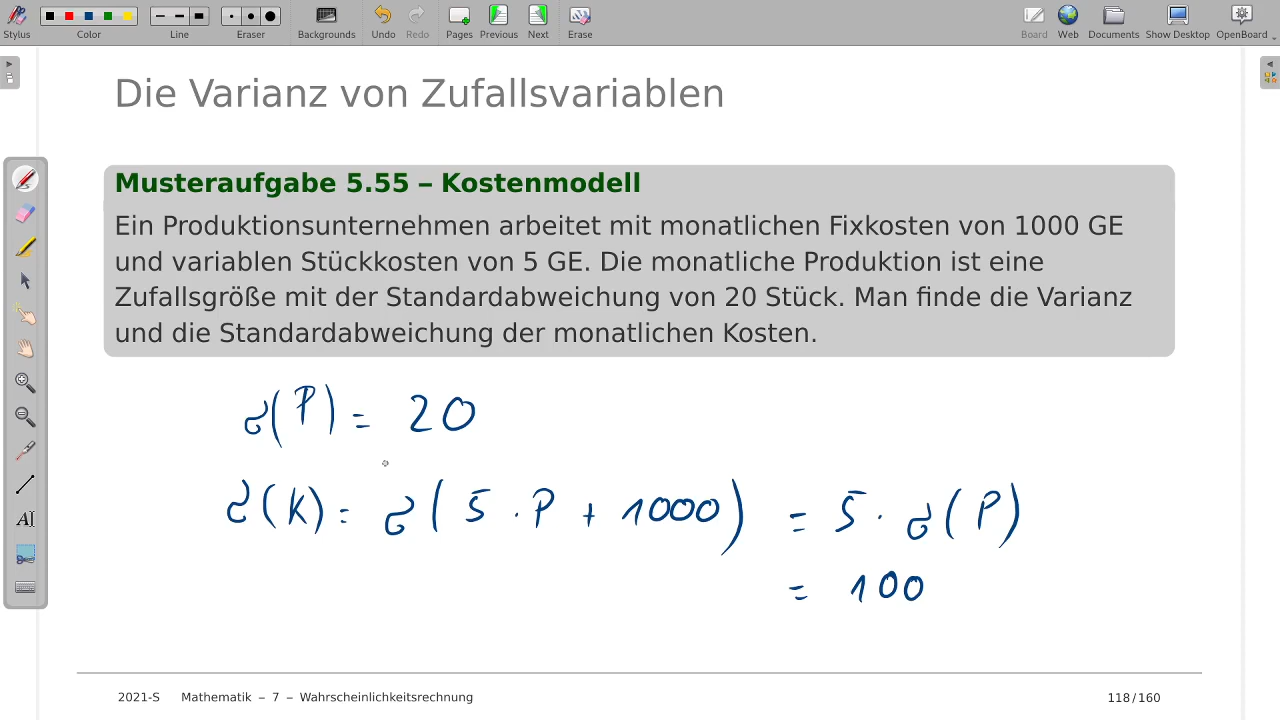 Stylus Color Line Eraser Backgrounds Undo Redo Pages Previous Next Erase Board Web Documents Show Desktop OpenBoard
Die Varianz von Zufallsvariablen
Musteraufgabe 5.55 – Kostenmodell
Ein Produktionsunternehmen arbeitet mit monatlichen Fixkosten von 1000 GE
und variablen Stückkosten von 5 GE. Die monatliche Produktion ist eine
Zufallsgröße mit der Standardabweichung von 20 Stück. Man finde die Varianz
und die Standardabweichung der monatlichen Kosten.
σ(P) = 20
σ(K) = σ(5 · P + 1000) = 5 · σ(P)
= 100
AI
2021-S Mathematik – 7 – Wahrscheinlichkeitsrechnung 118/160